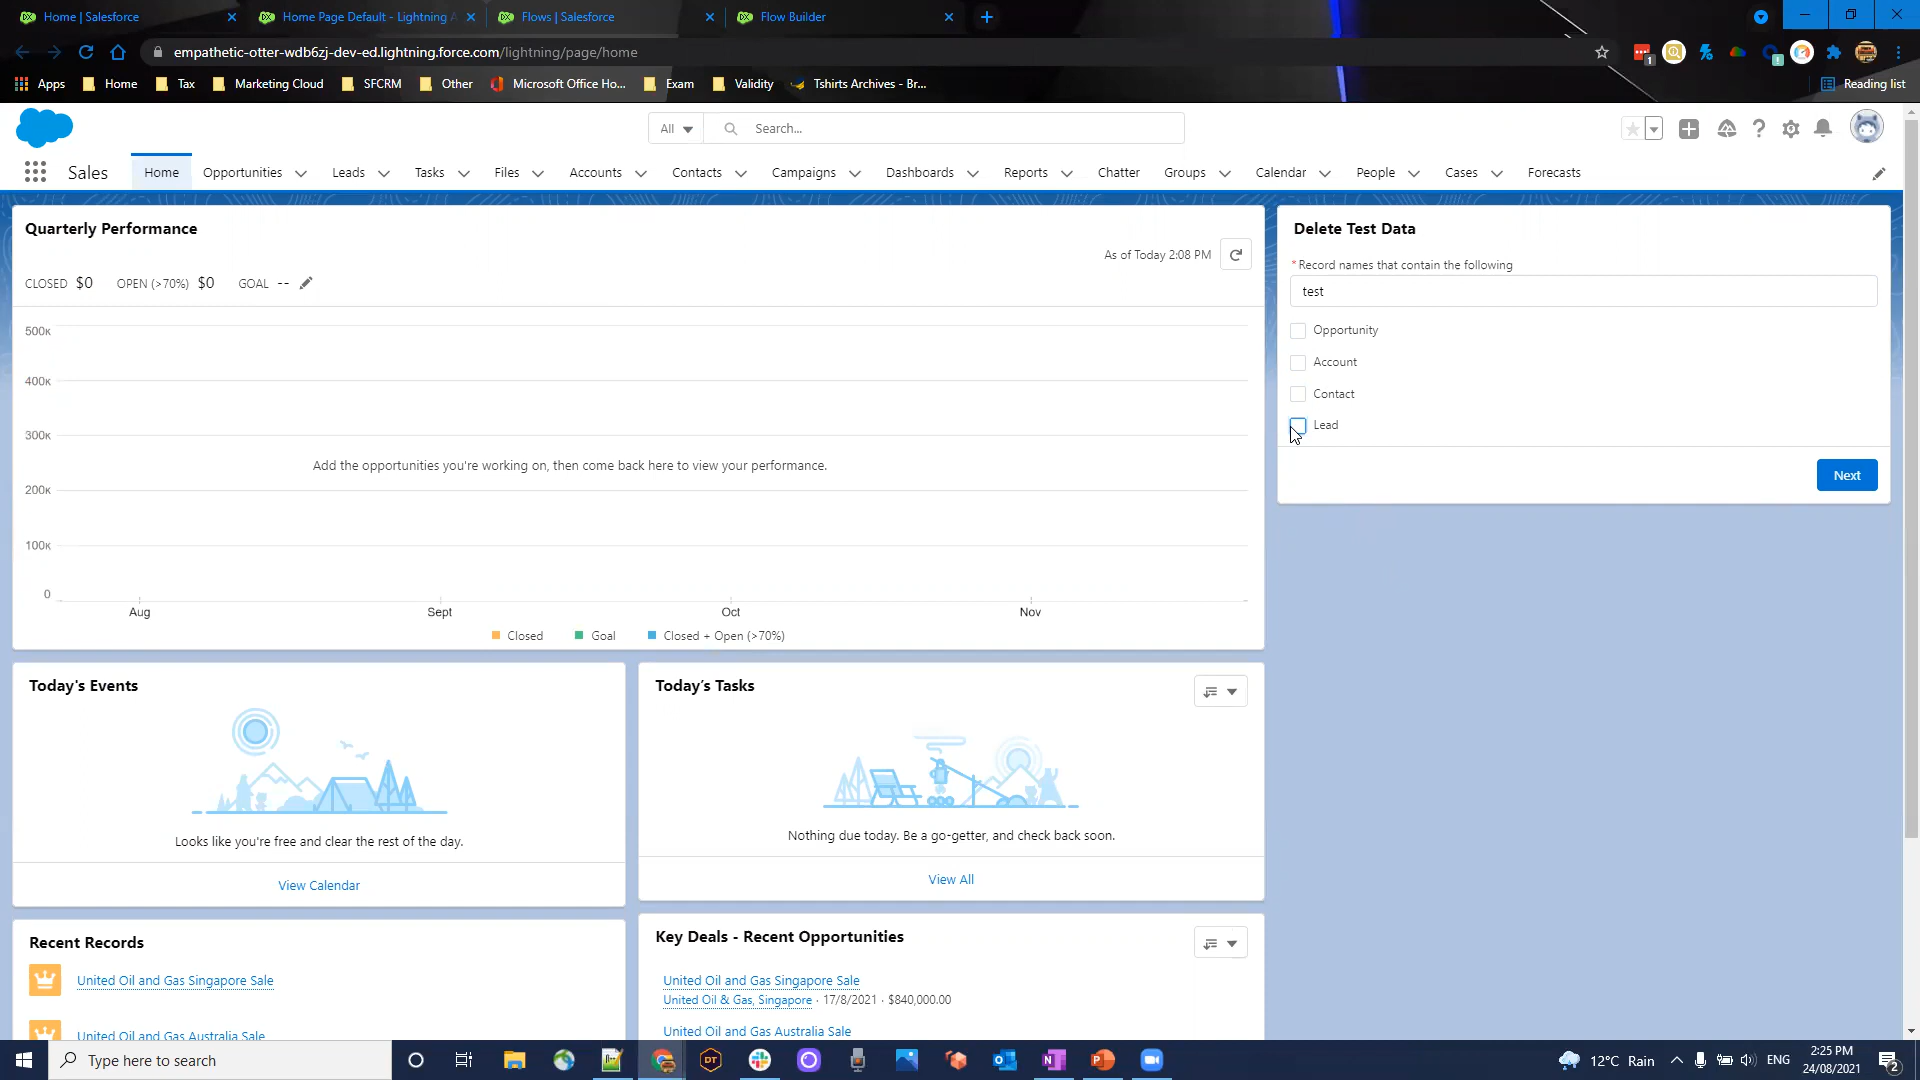 Home | Salesforce
Home Page Default - Lightning A
Flows | Salesforce
Flow Builder
empathetic-otter-wdb6zj-dev-ed.lightning.force.com/lightning/page/home
1
Apps
Home
Tax
Marketing Cloud
SFCRM
Other
Microsoft Office Ho...
Exam
Validity
Tshirts Archives - Br...
Reading list
All
Search...
Sales
Home
Opportunities
Leads
Tasks
Files
Accounts
Contacts
Campaigns
Dashboards
Reports
Chatter
Groups
Calendar
People
Cases
Forecasts
Quarterly Performance
As of Today 2:08 PM
CLOSED $0 OPEN (>70%) $0 GOAL --
500K
400K
300K
200K
100K
0
Add the opportunities you're working on, then come back here to view your performance.
Aug
Sept
Oct
Nov
Closed
Goal
Closed + Open (>70%)
Delete Test Data
*Record names that contain the following
test
Opportunity
Account
Contact
Lead
Next
Today's Events
Looks like you're free and clear the rest of the day.
View Calendar
Today's Tasks
Nothing due today. Be a go-getter, and check back soon.
View All
Recent Records
United Oil and Gas Singapore Sale
United Oil and Gas Australia Sale
Key Deals - Recent Opportunities
United Oil and Gas Singapore Sale
United Oil & Gas, Singapore · 17/8/2021 · $840,000.00
United Oil and Gas Australia Sale
Type here to search
DT
12°C Rain
ENG
2:25 PM
24/08/2021
2